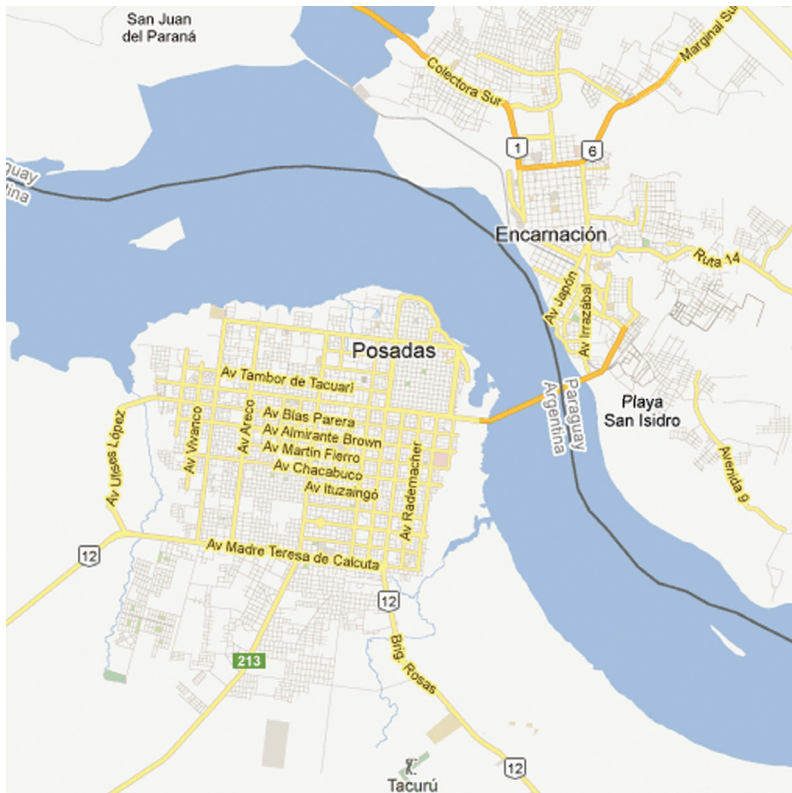 San Juan
del Paraná
Colectora Sur
Marginal Sur
1
6
guay
tina
Encarnación
Ruta 14
Av Japón
Av Irrazábal
Posadas
Av Tambor de Tacuarí
Paraguay
Argentina
Playa
San Isidro
Av Ulises López
Av Vivanco
Av Areco
Av Blas Parera
Av Almirante Brown
Av Martin Fierro
Av Chacabuco
Av Ituzaingó
Av Rademacher
Avenida 9
12
Av Madre Teresa de Calcuta
12
213
Brig. Rosas
12
Tacurú